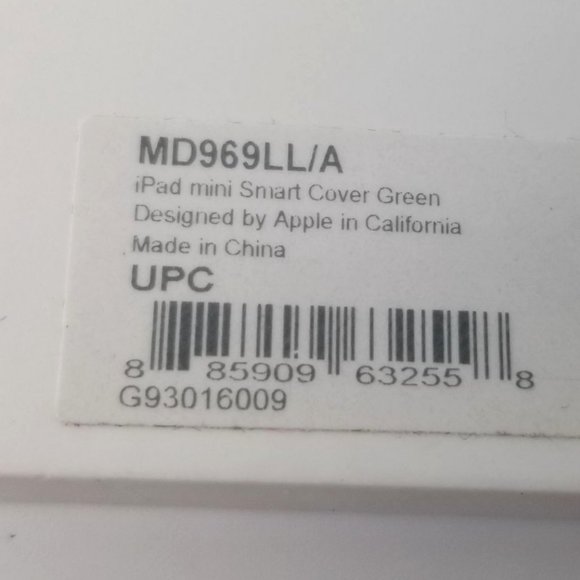 MD969LL/A
iPad mini Smart Cover Green
Designed by Apple in California
Made in China
UPC
8 85909 63255 8
G93016009